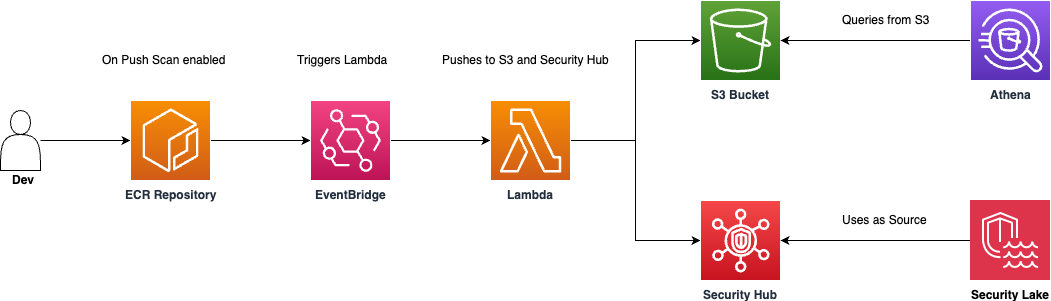 Queries from S3
On Push Scan enabled
Triggers Lambda
Pushes to S3 and Security Hub
S3 Bucket
Athena
Dev
ECR Repository
EventBridge
Lambda
Uses as Source
Security Hub
Security Lake